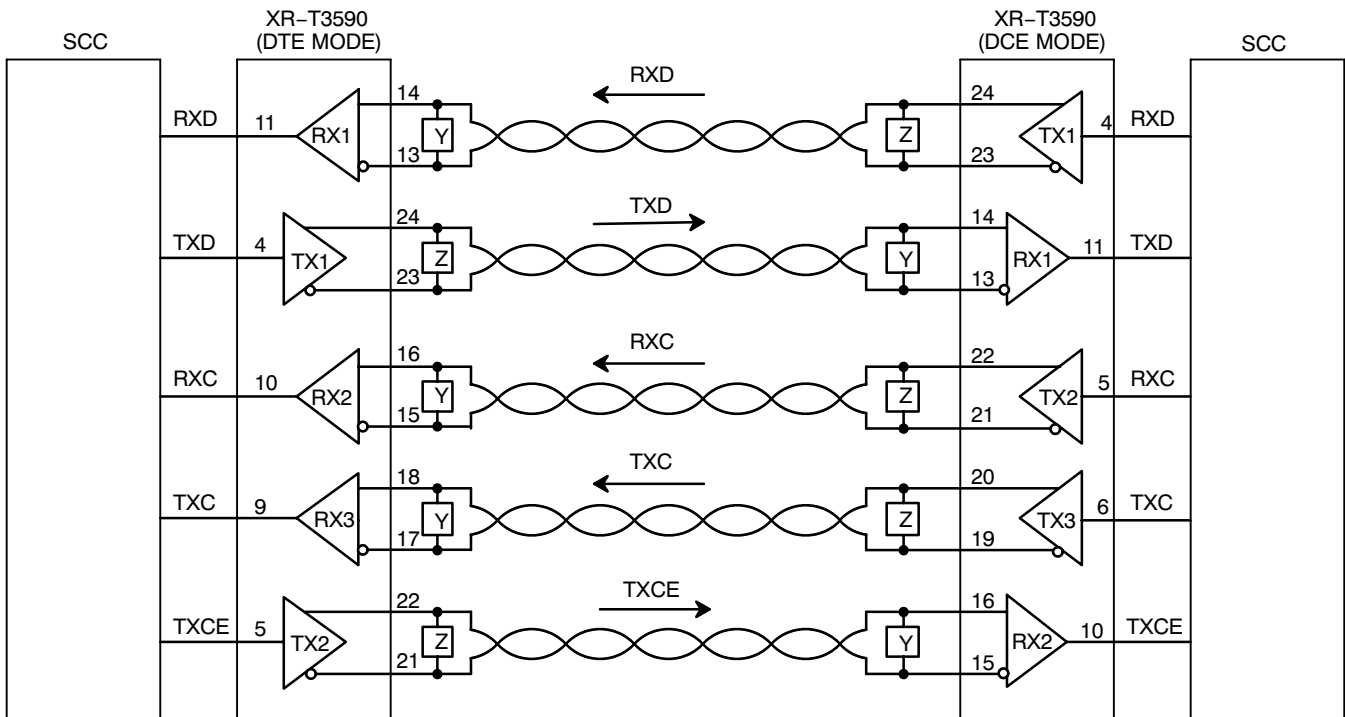 SCC
XR–T3590
(DTE MODE)
XR–T3590
(DCE MODE)
SCC
RXD 11 RX1 14 13 Y RXD Z 24 23 TX1 4 RXD
TXD 4 TX1 24 23 Z TXD Y 14 13 RX1 11 TXD
RXC 10 RX2 16 15 Y RXC Z 22 21 TX2 5 RXC
TXC 9 RX3 18 17 Y TXC Z 20 19 TX3 6 TXC
TXCE 5 TX2 22 21 Z TXCE Y 16 15 RX2 10 TXCE